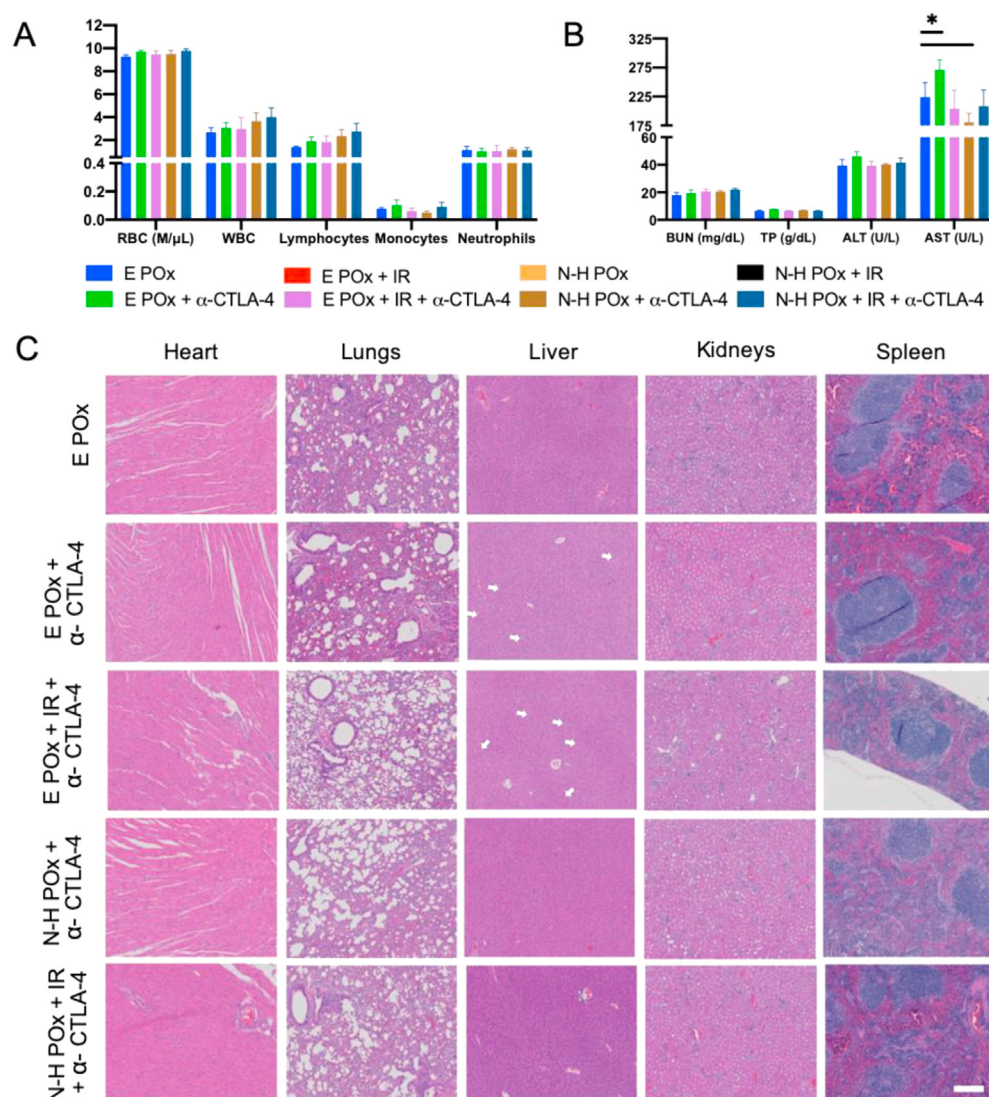 A
12
10
8
6
4
2
0.4
0.2
0.0
RBC (M/μL)
WBC
Lymphocytes
Monocytes
Neutrophils
B
*
325
275
225
175
60
40
20
0
BUN (mg/dL)
TP (g/dL)
ALT (U/L)
AST (U/L)
E POx
E POx + IR
N-H POx
N-H POx + IR
E POx + α-CTLA-4
E POx + IR + α-CTLA-4
N-H POx + α-CTLA-4
N-H POx + IR + α-CTLA-4
C
Heart
Lungs
Liver
Kidneys
Spleen
E POx
E POx +
α- CTLA-4
E POx + IR +
α- CTLA-4
N-H POx +
α- CTLA-4
N-H POx + IR
+ α- CTLA-4